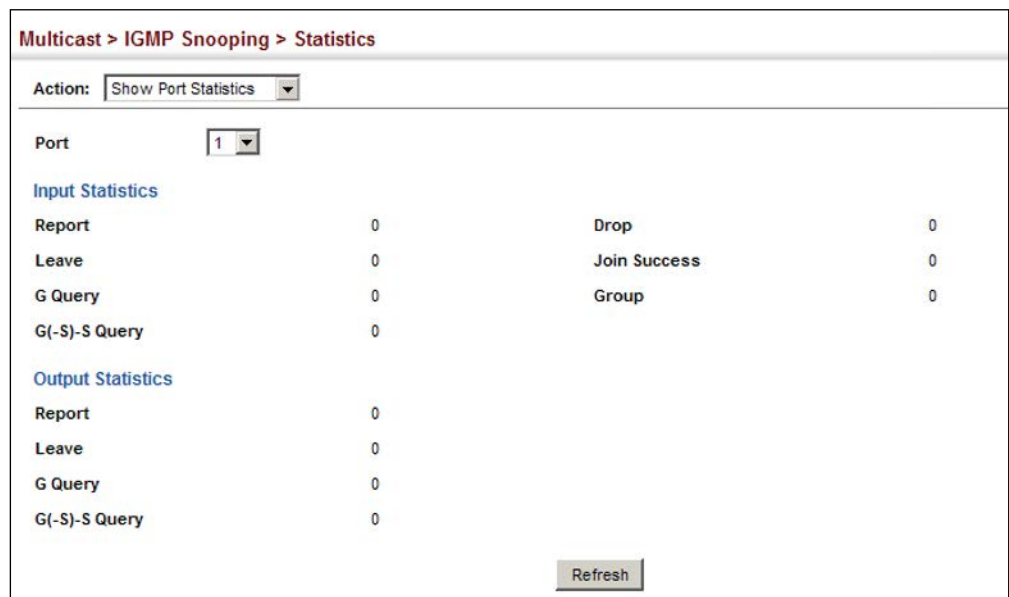 Multicast > IGMP Snooping > Statistics
Action: Show Port Statistics
Port 1
Input Statistics
Report 0 Drop 0
Leave 0 Join Success 0
G Query 0 Group 0
G(-S)-S Query 0
Output Statistics
Report 0
Leave 0
G Query 0
G(-S)-S Query 0
Refresh